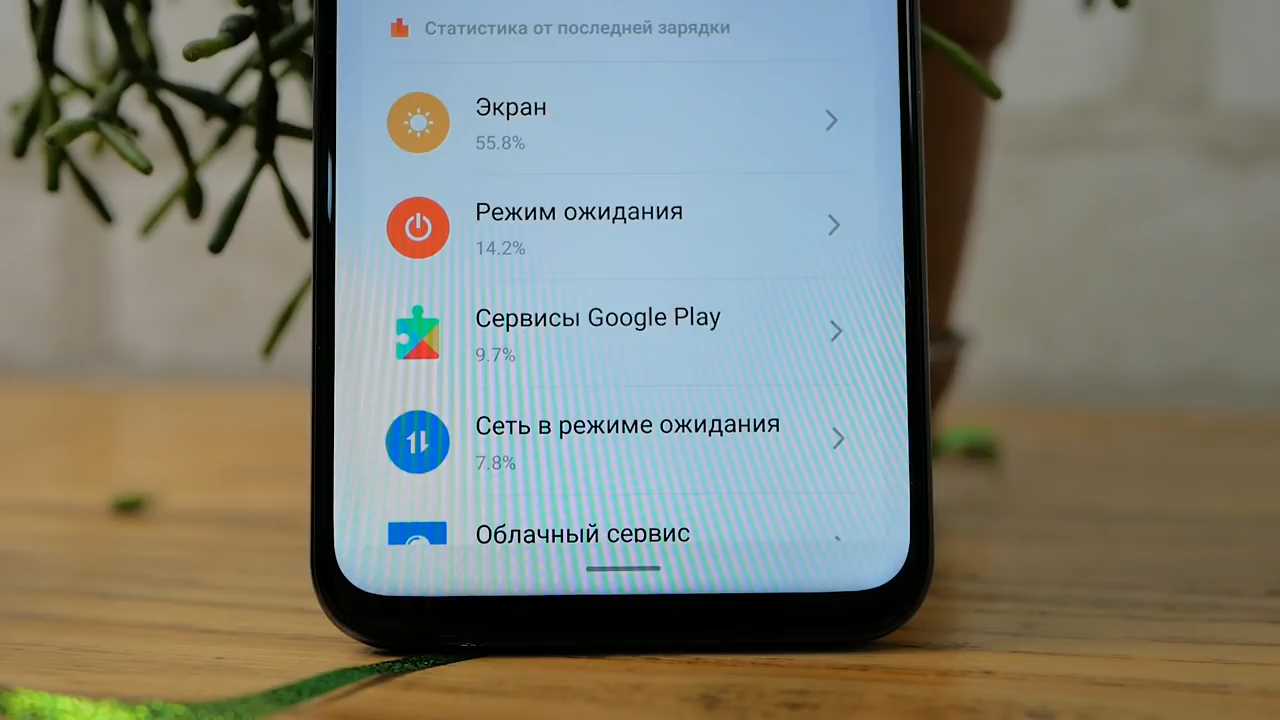 Статистика от последней зарядки
Экран
55.8%
Режим ожидания
14.2%
Сервисы Google Play
9.7%
Сеть в режиме ожидания
7.8%
Облачный сервис